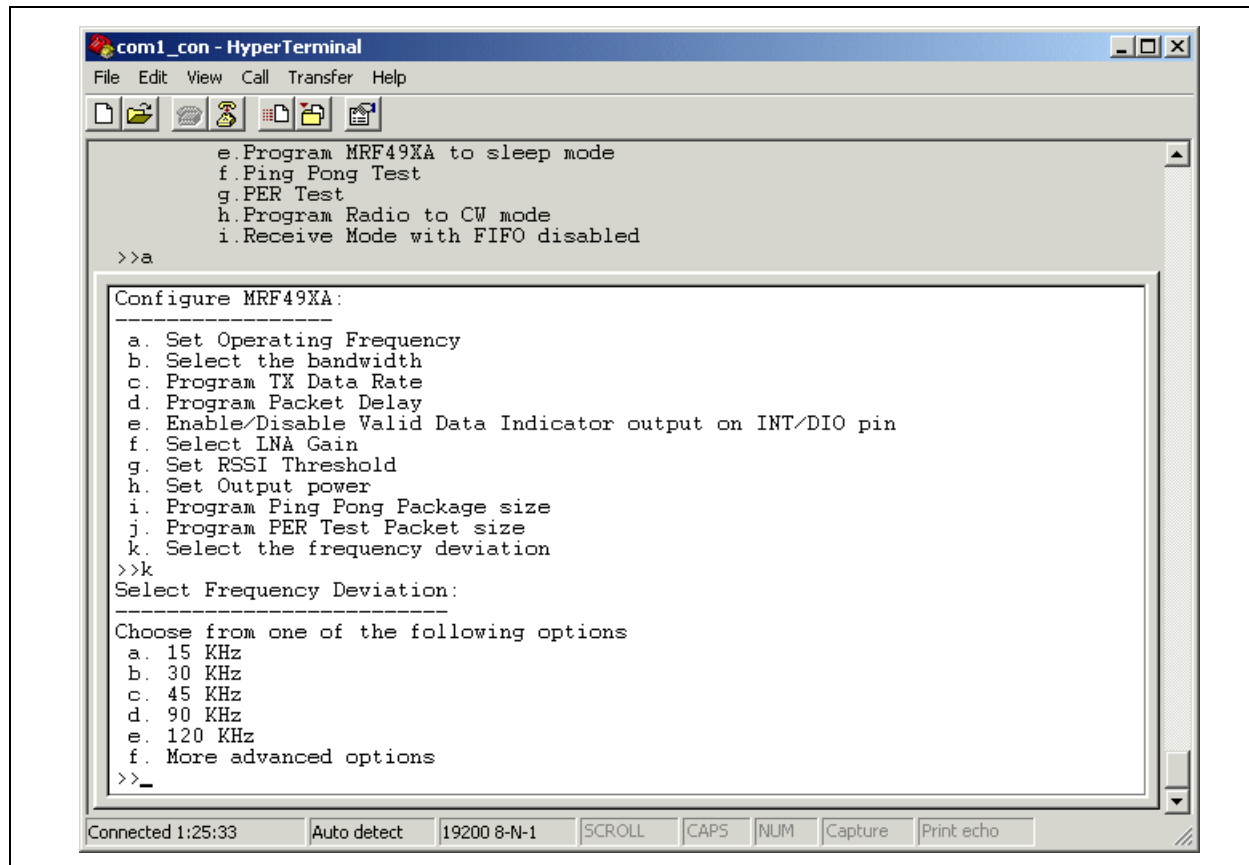 com1_con - HyperTerminal
File Edit View Call Transfer Help
e.Program MRF49XA to sleep mode
f.Ping Pong Test
g.PER Test
h.Program Radio to CW mode
i.Receive Mode with FIFO disabled
>>a
Configure MRF49XA:
-----------------
a. Set Operating Frequency
b. Select the bandwidth
c. Program TX Data Rate
d. Program Packet Delay
e. Enable/Disable Valid Data Indicator output on INT/DIO pin
f. Select LNA Gain
g. Set RSSI Threshold
h. Set Output power
i. Program Ping Pong Package size
j. Program PER Test Packet size
k. Select the frequency deviation
>>k
Select Frequency Deviation:
--------------------------
Choose from one of the following options
a. 15 KHz
b. 30 KHz
c. 45 KHz
d. 90 KHz
e. 120 KHz
f. More advanced options
>>_
Connected 1:25:33 Auto detect 19200 8-N-1 SCROLL CAPS NUM Capture Print echo